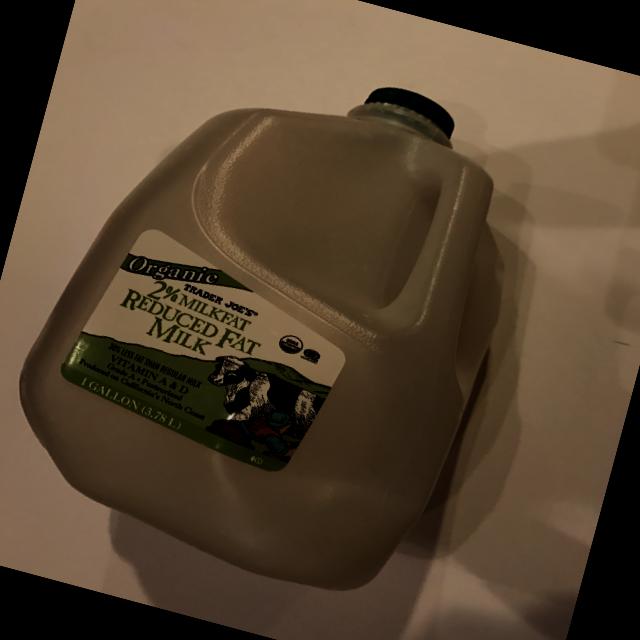 Organic
TRADER JOE'S
2% MILKFAT
REDUCED FAT
MILK
VITAMIN A & D
1 GALLON (3.78 L)